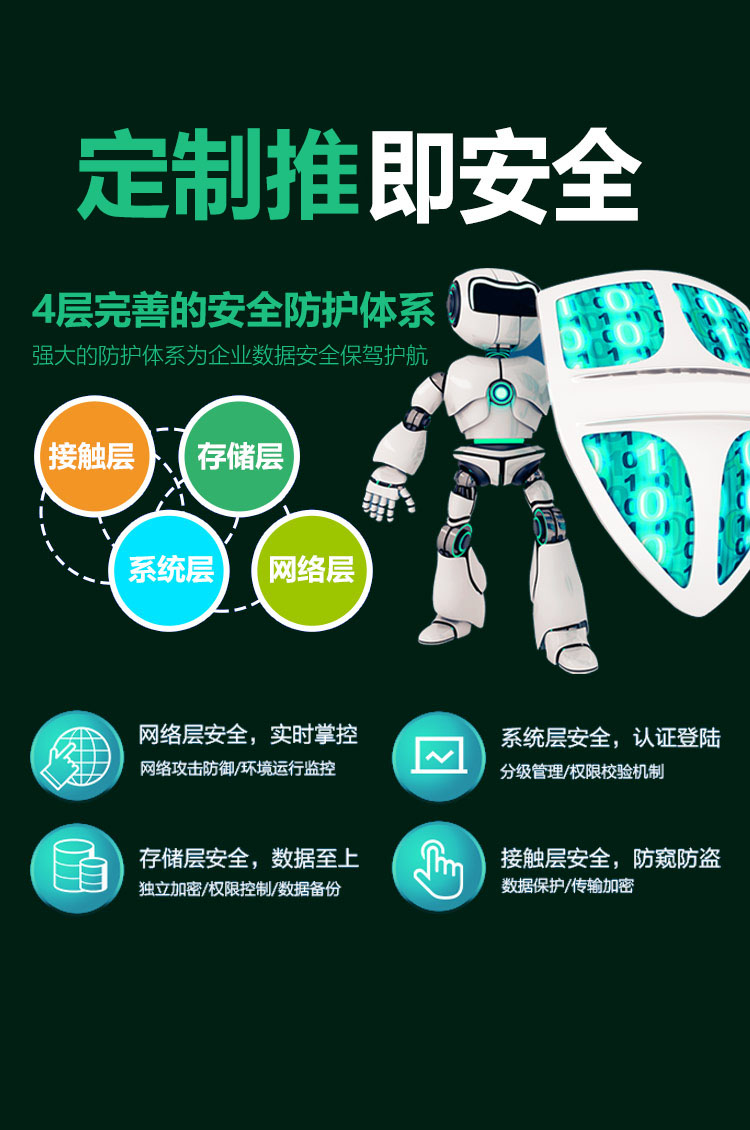 定制推即安全
4层完善的安全防护体系
强大的防护体系为企业数据安全保驾护航
接触层
存储层
系统层
网络层
网络层安全，实时掌控
网络攻击防御/环境运行监控
系统层安全，认证登陆
分级管理/权限校验机制
存储层安全，数据至上
独立加密/权限控制/数据备份
接触层安全，防窥防盗
数据保护/传输加密